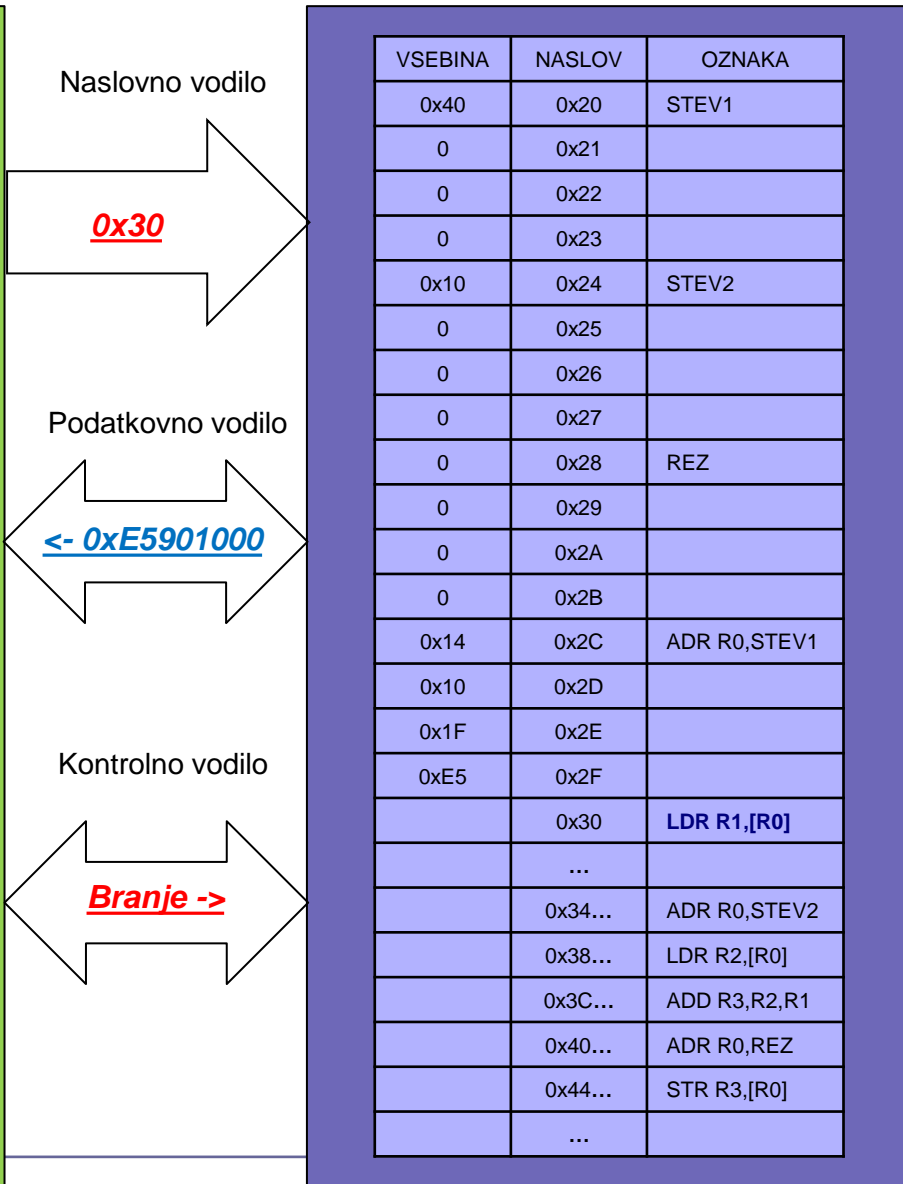 Naslovno vodilo
0x30
Podatkovno vodilo
<- 0xE5901000
Kontrolno vodilo
Branje ->
VSEBINA NASLOV OZNAKA
0x40 0x20 STEV1
0 0x21
0 0x22
0 0x23
0x10 0x24 STEV2
0 0x25
0 0x26
0 0x27
0 0x28 REZ
0 0x29
0 0x2A
0 0x2B
0x14 0x2C ADR R0,STEV1
0x10 0x2D
0x1F 0x2E
0xE5 0x2F
0x30 LDR R1,[R0]
...
0x34... ADR R0,STEV2
0x38... LDR R2,[R0]
0x3C... ADD R3,R2,R1
0x40... ADR R0,REZ
0x44... STR R3,[R0]
...